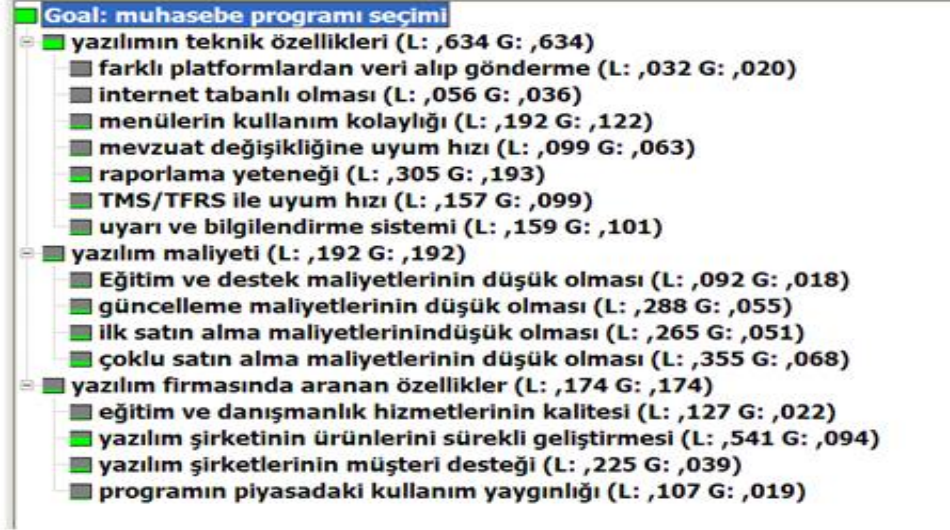 Goal: muhasebe programı seçimi
yazılımın teknik özellikleri (L: ,634 G: ,634)
farklı platformlardan veri alıp gönderme (L: ,032 G: ,020)
internet tabanlı olması (L: ,056 G: ,036)
menülerin kullanım kolaylığı (L: ,192 G: ,122)
mevzuat değişikliğine uyum hızı (L: ,099 G: ,063)
raporlama yeteneği (L: ,305 G: ,193)
TMS/TFRS ile uyum hızı (L: ,157 G: ,099)
uyarı ve bilgilendirme sistemi (L: ,159 G: ,101)
yazılım maliyeti (L: ,192 G: ,192)
Eğitim ve destek maliyetlerinin düşük olması (L: ,092 G: ,018)
güncelleme maliyetlerinin düşük olması (L: ,288 G: ,055)
ilk satın alma maliyetlerinindüşük olması (L: ,265 G: ,051)
çoklu satın alma maliyetlerinin düşük olması (L: ,355 G: ,068)
yazılım firmasında aranan özellikler (L: ,174 G: ,174)
eğitim ve danışmanlık hizmetlerinin kalitesi (L: ,127 G: ,022)
yazılım şirketinin ürünlerini sürekli geliştirmesi (L: ,541 G: ,094)
yazılım şirketlerinin müşteri desteği (L: ,225 G: ,039)
programın piyasadaki kullanım yaygınlığı (L: ,107 G: ,019)